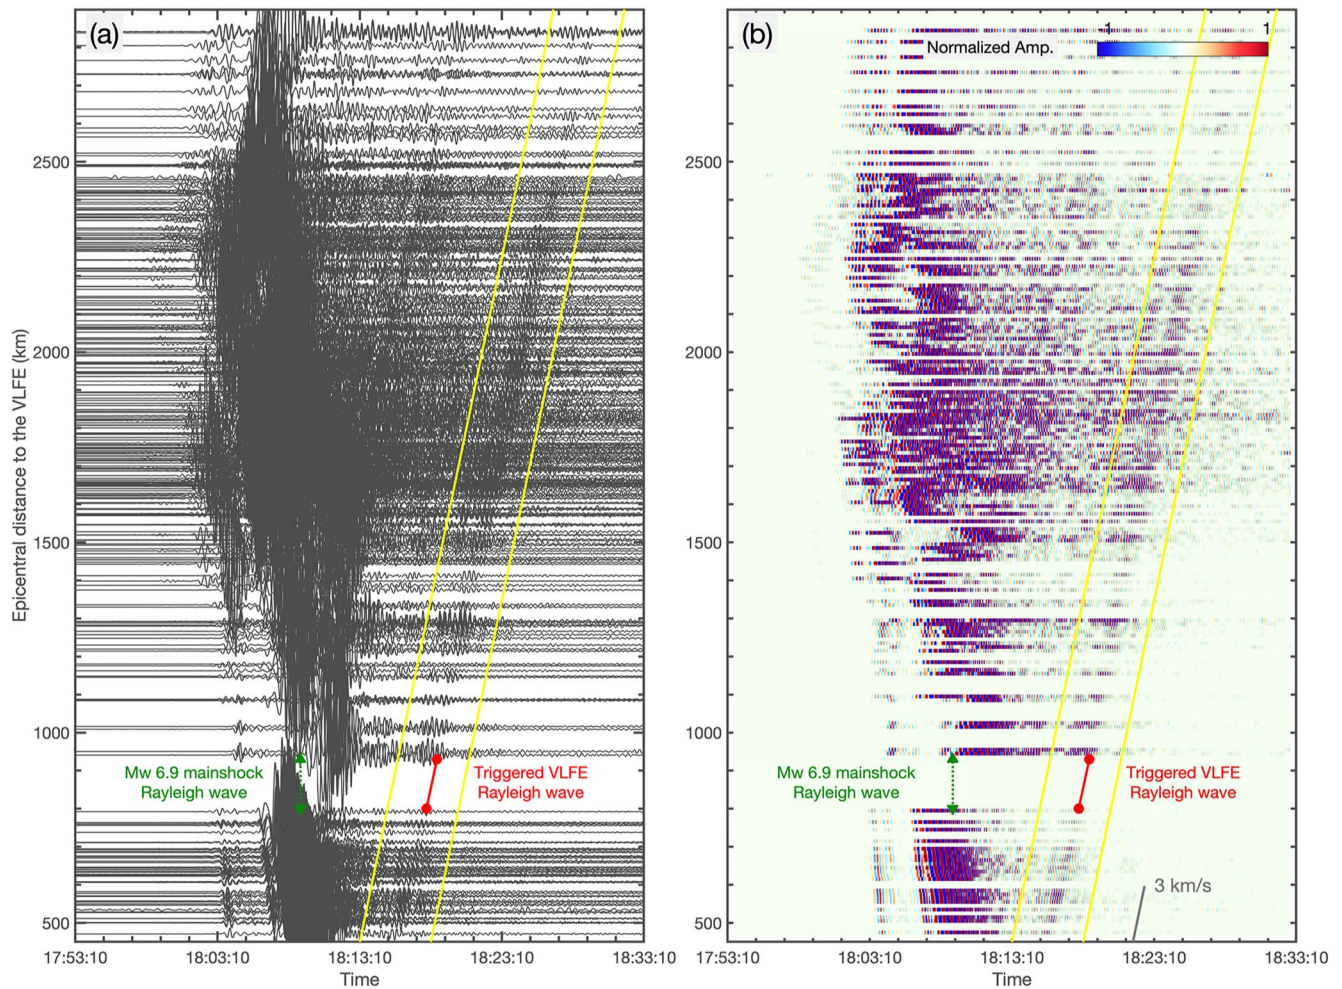 (a)
(b)
-1
1
Normalized Amp.
2500
2000
1500
1000
500
Epicentral distance to the VLFE (km)
Mw 6.9 mainshock
Rayleigh wave
Triggered VLFE
Rayleigh wave
17:53:10
18:03:10
18:13:10
18:23:10
18:33:10
Time
2500
2000
1500
1000
500
Mw 6.9 mainshock
Rayleigh wave
Triggered VLFE
Rayleigh wave
3 km/s
17:53:10
18:03:10
18:13:10
18:23:10
18:33:10
Time